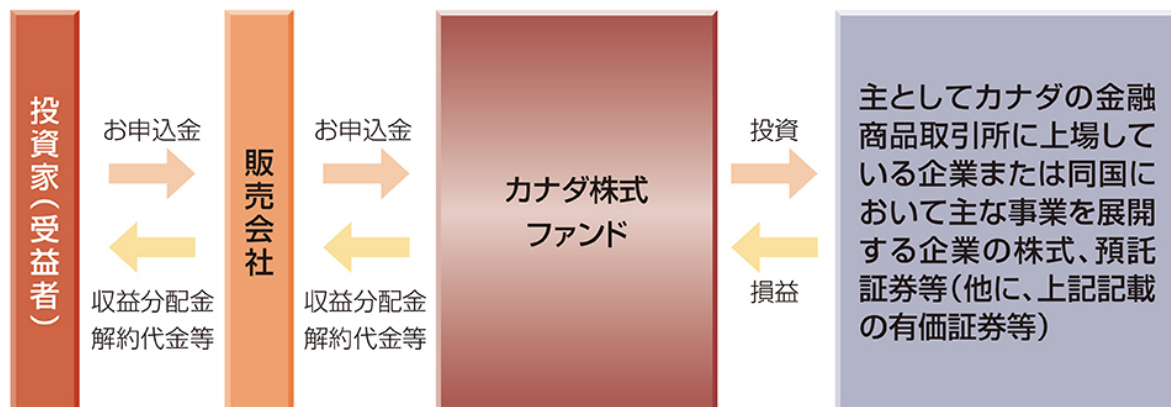 投資家(受益者)
お申込金
収益分配金
解約代金等
販売会社
お申込金
収益分配金
解約代金等
カナダ株式
ファンド
投資
損益
主としてカナダの金融
商品取引所に上場して
いる企業または同国に
おいて主な事業を展開
する企業の株式、預託
証券等(他に、上記記載
の有価証券等)